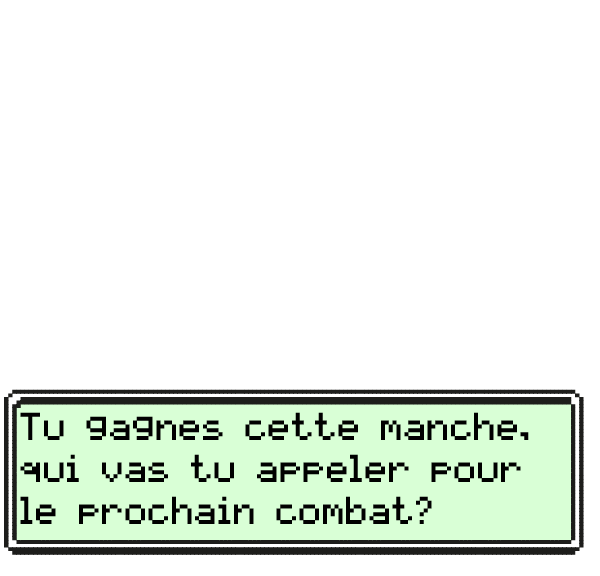 Tu gagnes cette manche,
qui vas tu appeler pour
le prochain combat?